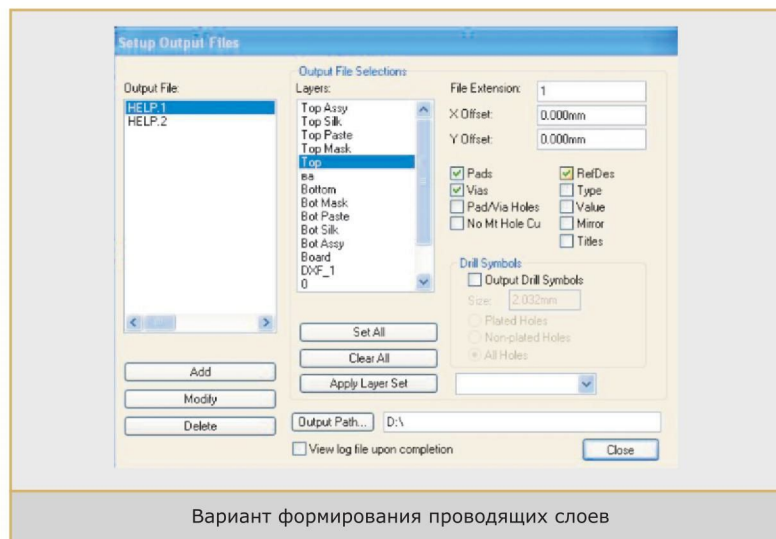 Setup Output Files
Output File:
HELP.1
HELP.2
Add
Modify
Delete
Output File Selections
Layers:
Top Assy
Top Silk
Top Paste
Top Mask
Top
ва
Bottom
Bot Mask
Bot Paste
Bot Silk
Bot Assy
Board
DXF_1
0
Set All
Clear All
Apply Layer Set
File Extension: 1
X Offset: 0.000mm
Y Offset: 0.000mm
Pads
Vias
Pad/Via Holes
No Mt Hole Cu
RefDes
Type
Value
Mirror
Titles
Drill Symbols
Output Drill Symbols
Size: 2.032mm
Plated Holes
Non-plated Holes
All Holes
Output Path... D:\
View log file upon completion
Close
Вариант формирования проводящих слоев